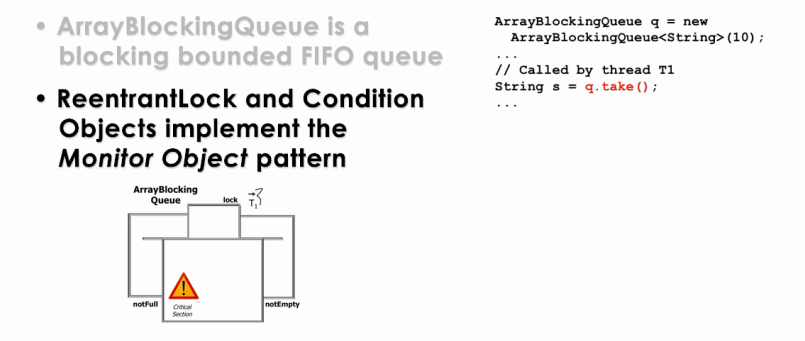 • ArrayBlockingQueue is a
blocking bounded FIFO queue
• ReentrantLock and Condition
Objects implement the
Monitor Object pattern
ArrayBlocking
Queue
lock
T1
notFull
Critical
Section
notEmpty
ArrayBlockingQueue q = new
ArrayBlockingQueue<String>(10);
...
// Called by thread T1
String s = q.take();
...